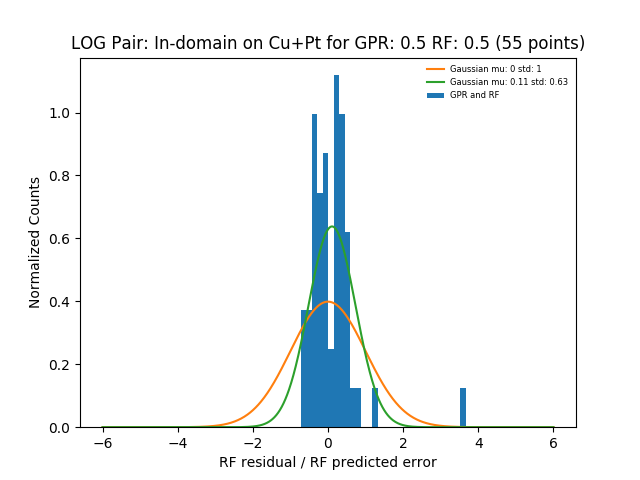 LOG Pair: In-domain on Cu+Pt for GPR: 0.5 RF: 0.5 (55 points)
Gaussian mu: 0 std: 1
Gaussian mu: 0.11 std: 0.63
GPR and RF
Normalized Counts
1.0
0.8
0.6
0.4
0.2
0.0
−6 −4 −2 0 2 4 6
RF residual / RF predicted error